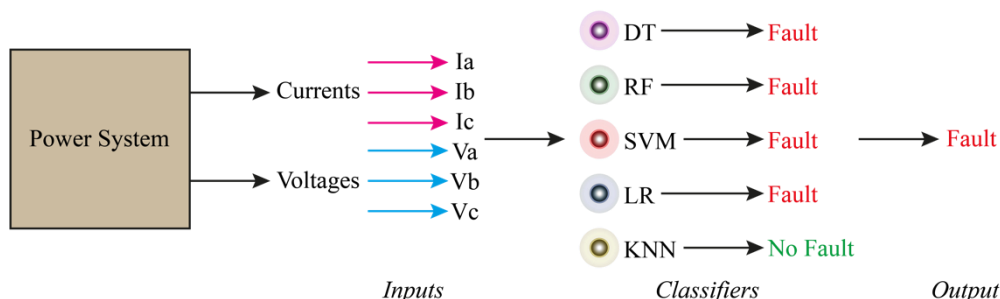 Power System
Currents
Voltages
Ia
Ib
Ic
Va
Vb
Vc
DT
Fault
RF
Fault
SVM
Fault
LR
Fault
KNN
No Fault
Fault
Inputs
Classifiers
Output